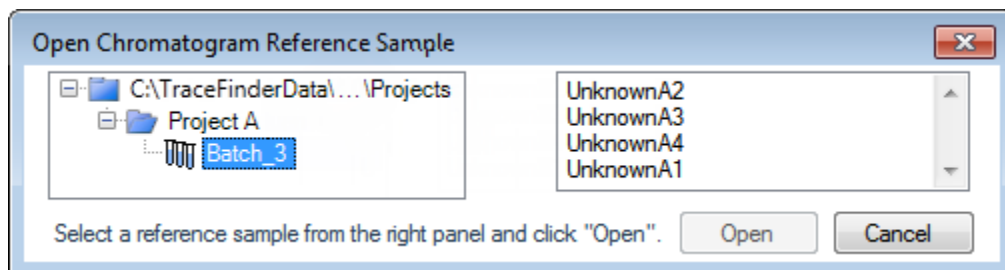 Open Chromatogram Reference Sample
C:\TraceFinderData\...\Projects
Project A
Batch_3
UnknownA2
UnknownA3
UnknownA4
UnknownA1
Select a reference sample from the right panel and click "Open".
Open
Cancel